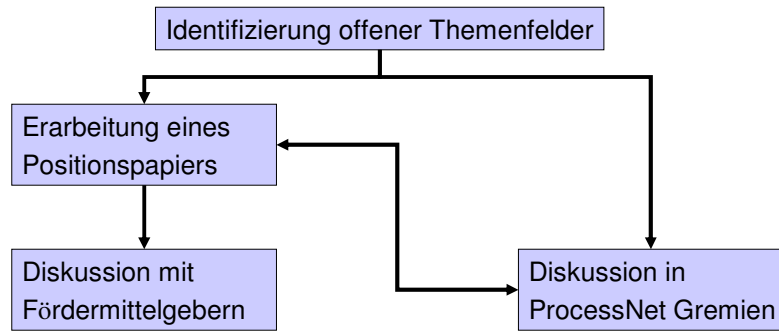 Identifizierung offener Themenfelder
Erarbeitung eines
Positionspapiers
Diskussion mit
Fördermittelgebern
Diskussion in
ProcessNet Gremien